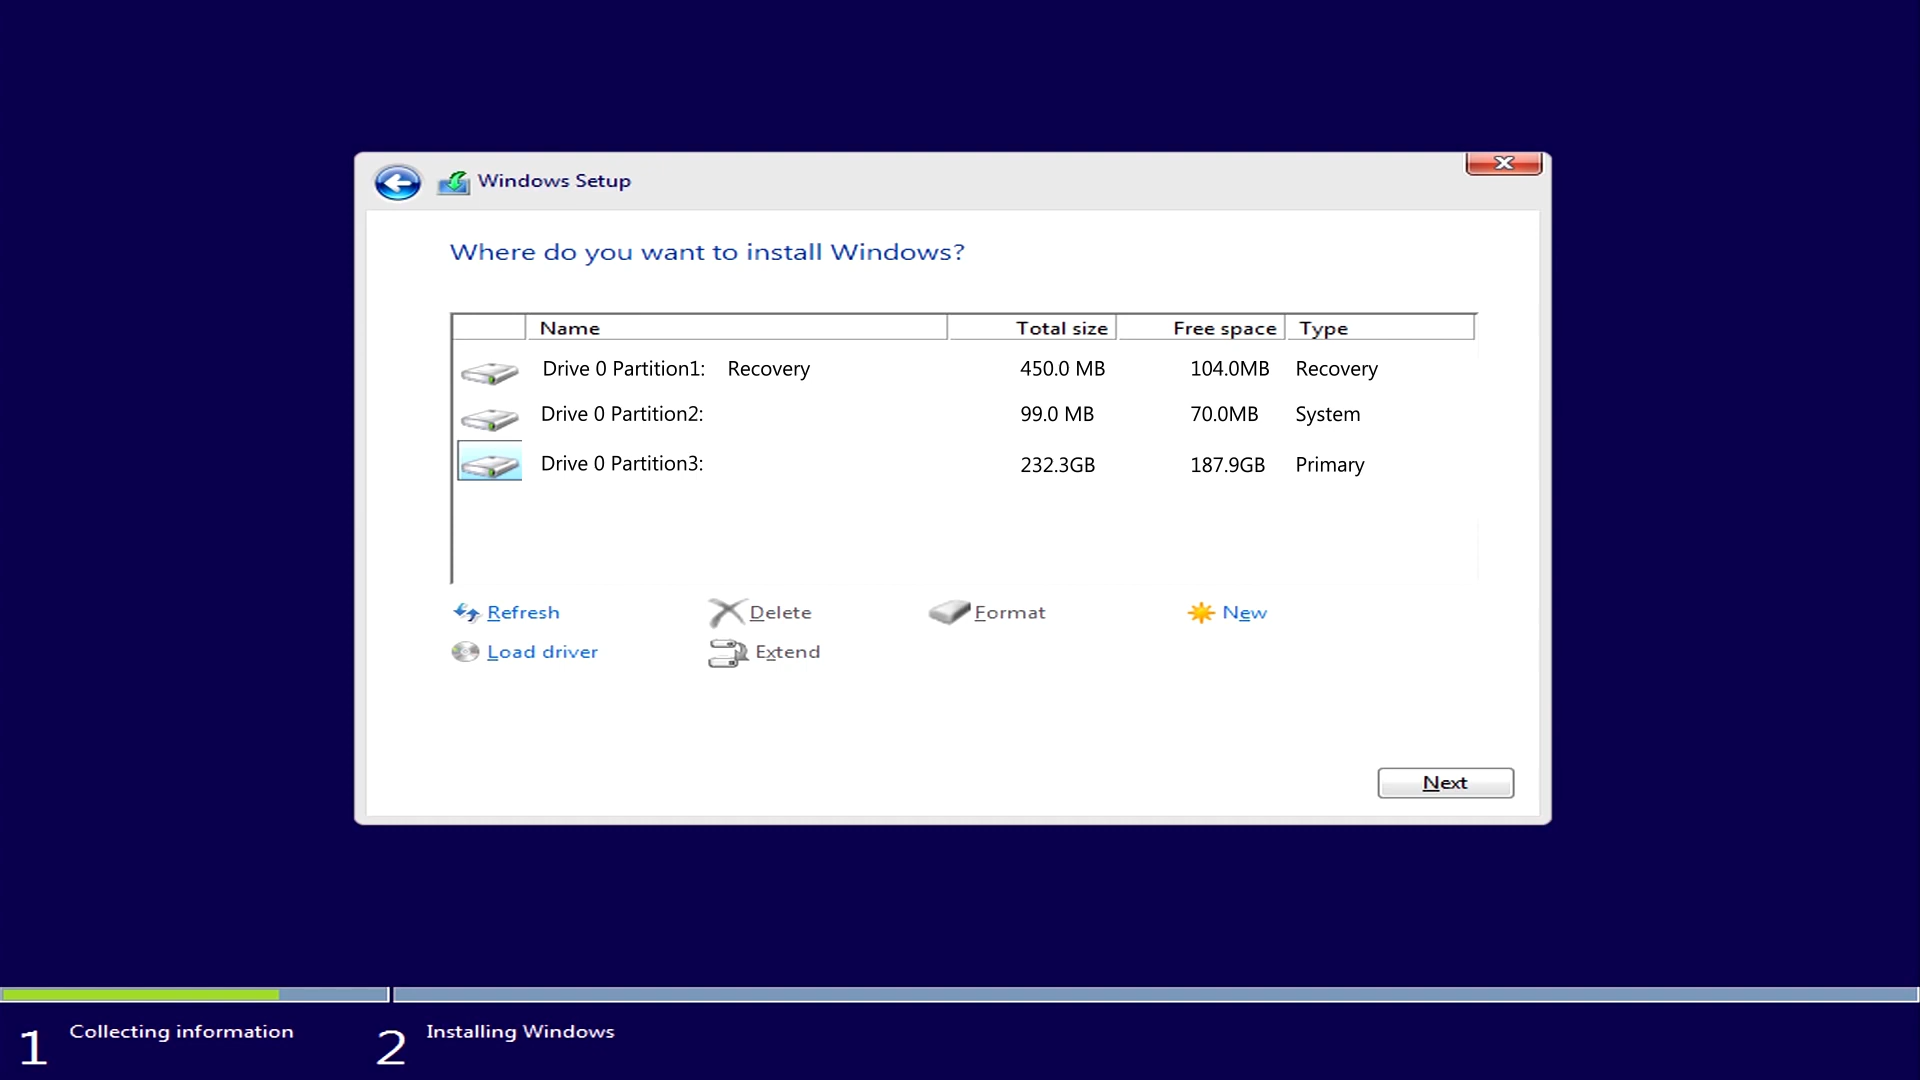 Windows Setup
Where do you want to install Windows?
Name Total size Free space Type
Drive 0 Partition1: Recovery 450.0 MB 104.0MB Recovery
Drive 0 Partition2: 99.0 MB 70.0MB System
Drive 0 Partition3: 232.3GB 187.9GB Primary
Refresh Delete Format New
Load driver Extend
Next
1 Collecting information 2 Installing Windows